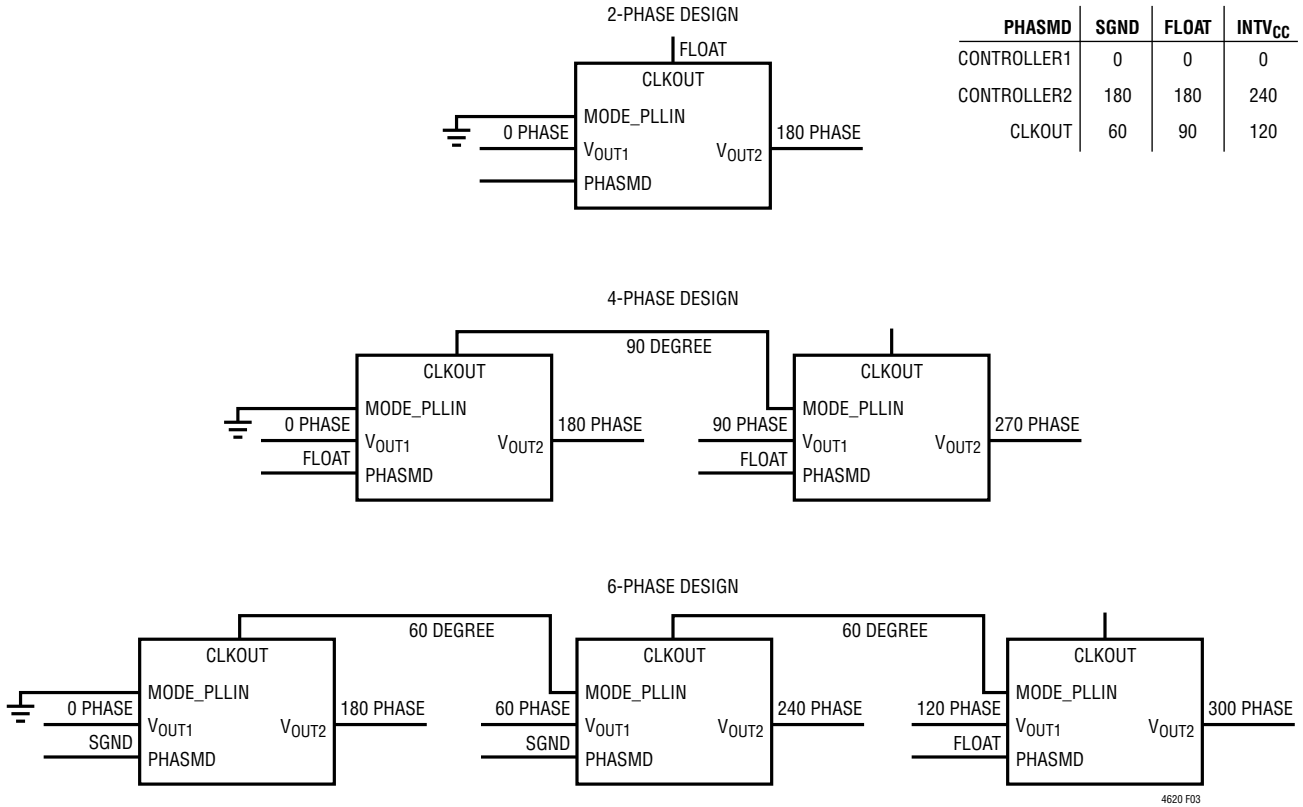 2-PHASE DESIGN
FLOAT
CLKOUT
MODE_PLLIN
0 PHASE
180 PHASE
VOUT1
VOUT2
PHASMD
PHASMD SGND FLOAT INTVCC
CONTROLLER1 0 0 0
CONTROLLER2 180 180 240
CLKOUT 60 90 120
4-PHASE DESIGN
90 DEGREE
CLKOUT
MODE_PLLIN
0 PHASE
180 PHASE
VOUT1
VOUT2
FLOAT
PHASMD
CLKOUT
MODE_PLLIN
90 PHASE
270 PHASE
VOUT1
VOUT2
FLOAT
PHASMD
6-PHASE DESIGN
60 DEGREE
60 DEGREE
CLKOUT
MODE_PLLIN
0 PHASE
180 PHASE
VOUT1
VOUT2
SGND
PHASMD
CLKOUT
MODE_PLLIN
60 PHASE
240 PHASE
VOUT1
VOUT2
SGND
PHASMD
CLKOUT
MODE_PLLIN
120 PHASE
300 PHASE
VOUT1
VOUT2
FLOAT
PHASMD
4620 F03